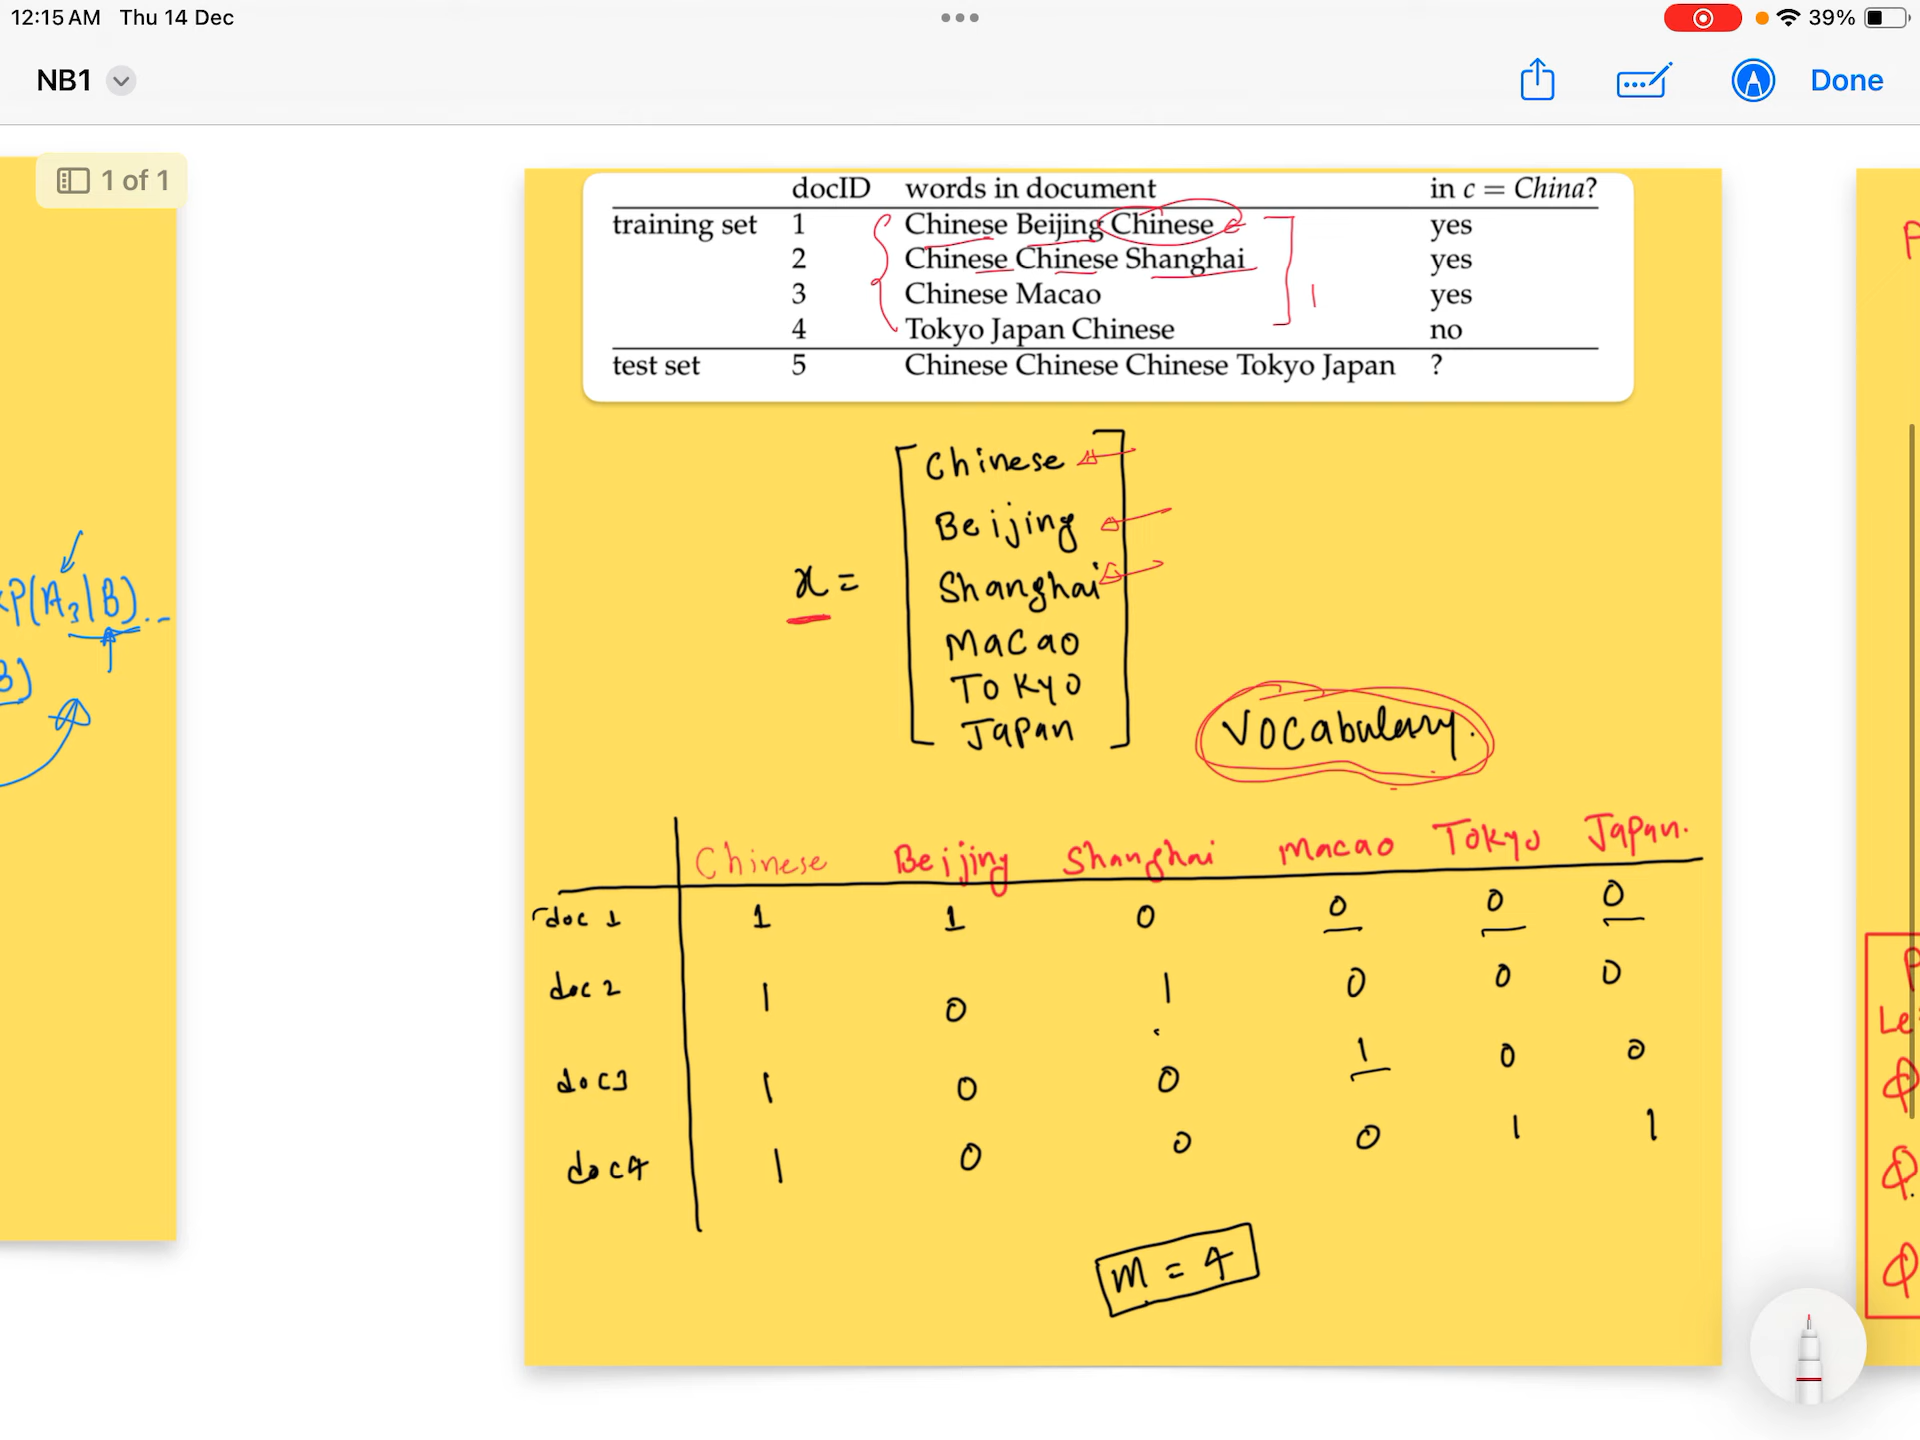 12:15 AM Thu 14 Dec
39%
NB1
Done
1 of 1
docID words in document in c = China?
training set 1 Chinese Beijing Chinese yes
2 Chinese Chinese Shanghai yes
3 Chinese Macao yes
4 Tokyo Japan Chinese no
test set 5 Chinese Chinese Chinese Tokyo Japan ?
1
P(A₃|B)...
B)
x =
Chinese
Beijing
Shanghai
Macao
Tokyo
Japan
Vocabulary.
Chinese Beijing Shanghai Macao Tokyo Japan.
doc 1 1 1 0 0 0 0
doc 2 1 0 1 0 0 0
doc3 1 0 0 1 0 0
doc4 1 0 0 0 1 1
m = 4
P
Le